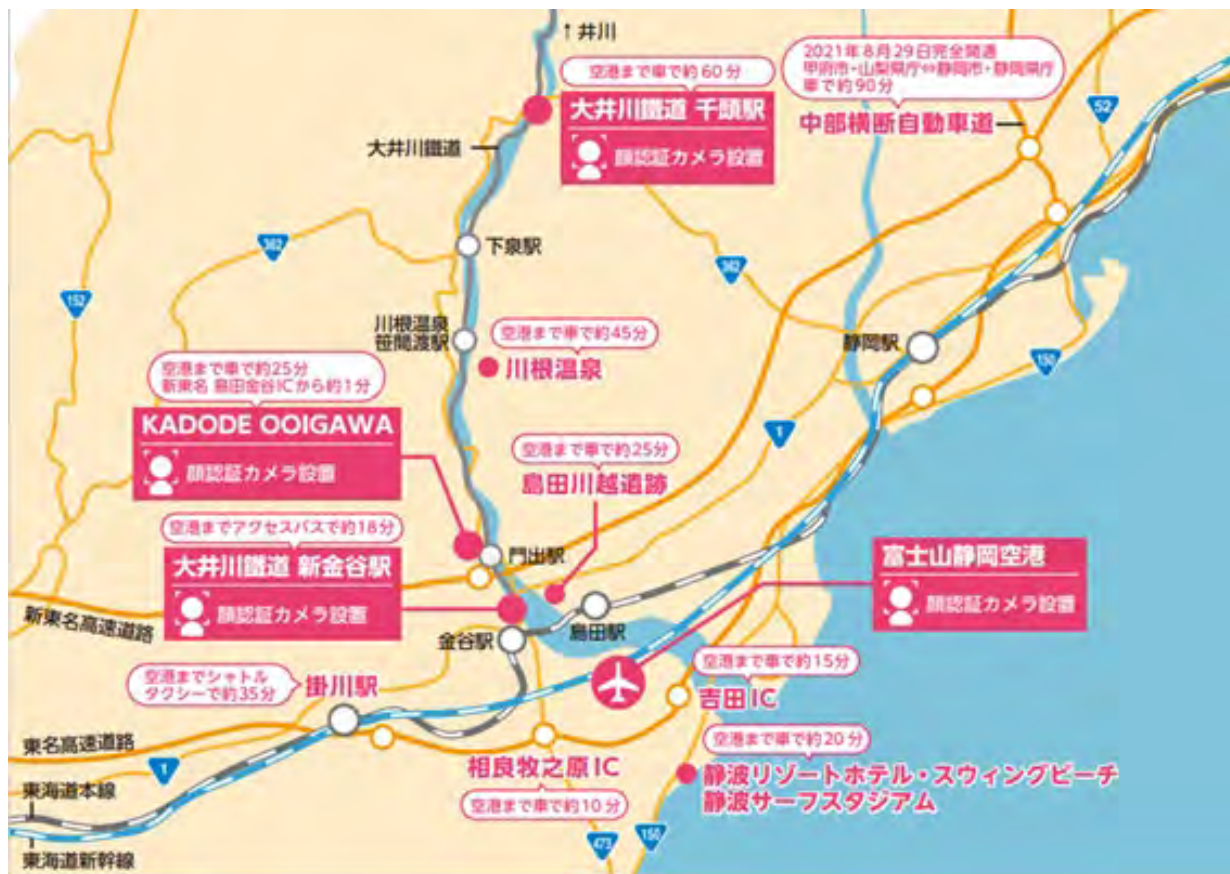 ↑井川
空港まで車で約60分
大井川鐵道 千頭駅
顔認証カメラ設置
2021年8月29日完全開通
甲府市・山梨県庁⇔静岡市・静岡県庁
車で約90分
中部横断自動車道
52
大井川鐵道
362
下泉駅
362
152
川根温泉
笹間渡駅
空港まで車で約45分
川根温泉
静岡駅
150
空港まで車で約25分
新東名 島田金谷ICから約1分
KADODE OOIGAWA
顔認証カメラ設置
1
空港まで車で約25分
島田川越遺跡
空港までアクセスバスで約18分
大井川鐵道 新金谷駅
顔認証カメラ設置
門出駅
富士山静岡空港
顔認証カメラ設置
新東名高速道路
金谷駅
島田駅
空港までシャトル
タクシーで約35分
掛川駅
空港まで車で約15分
吉田IC
東名高速道路
1
相良牧之原IC
空港まで車で約10分
空港まで車で約20分
静波リゾートホテル・スウィングビーチ
静波サーフスタジアム
東海道本線
東海道新幹線
473
150